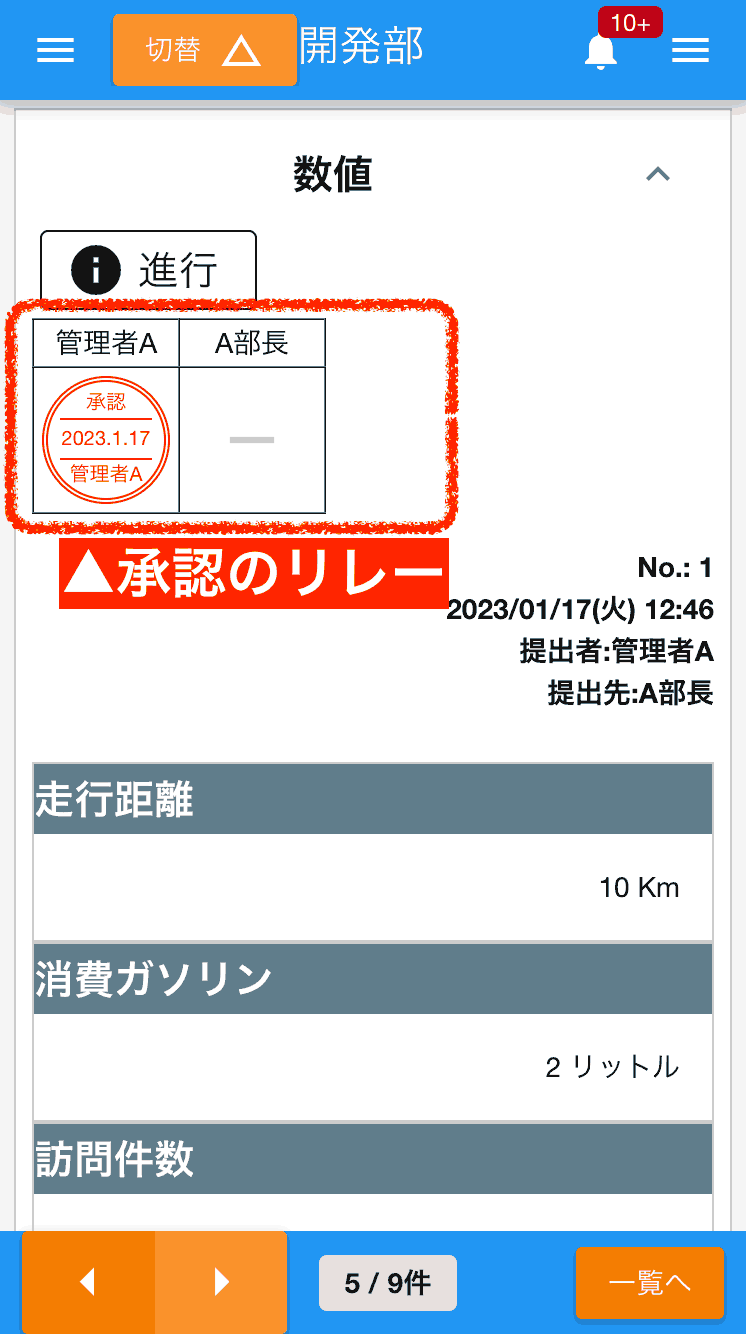 切替 △ 開発部
10+
数値
進行
管理者A A部長
承認
2023.1.17
管理者A
▲承認のリレー
No.: 1
2023/01/17(火) 12:46
提出者:管理者A
提出先:A部長
走行距離
10 Km
消費ガソリン
2 リットル
訪問件数
5 / 9件
一覧へ